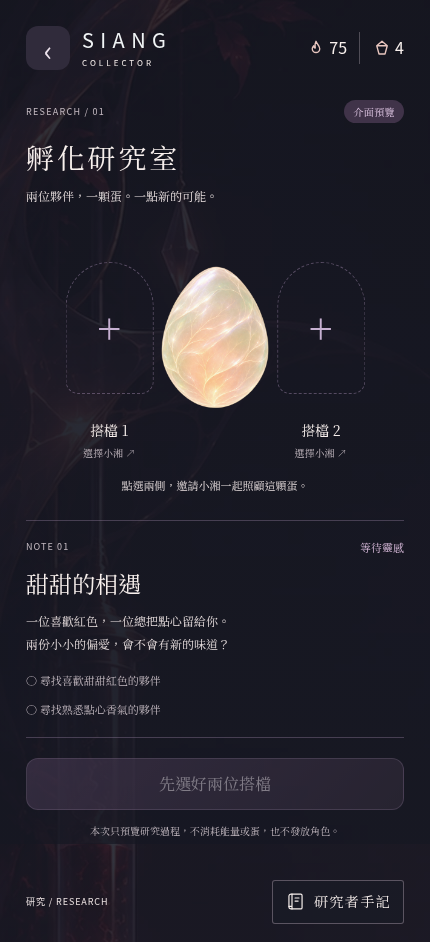 SIANG
COLLECTOR
75
4
RESEARCH / 01
介面預覽
孵化研究室
兩位夥伴，一顆蛋。一點新的可能。
搭檔 1
搭檔 2
選擇小湘 ↗
選擇小湘 ↗
點選兩側，邀請小湘一起照顧這顆蛋。
NOTE 01
等待靈感
甜甜的相遇
一位喜歡紅色，一位總把點心留給你。
兩份小小的偏愛，會不會有新的味道？
○ 尋找喜歡甜甜紅色的夥伴
○ 尋找熟悉點心香氣的夥伴
先選好兩位搭檔
本次只預覽研究過程，不消耗能量或蛋，也不發放角色。
研究 / RESEARCH
研究者手記